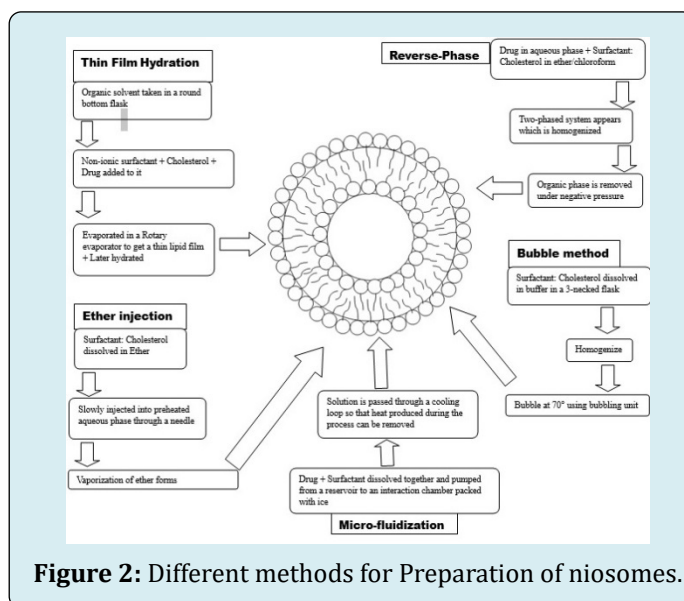 Thin Film Hydration
Organic solvent taken in a round
bottom flask
Non-ionic surfactant + Cholesterol +
Drug added to it
Evaporated in a Rotary
evaporator to get a thin lipid film
+ Later hydrated
Ether injection
Surfactant: Cholesterol
dissolved in Ether
Slowly injected into preheated
aqueous phase through a needle
Vaporization of ether forms
Reverse-Phase
Drug in aqueous phase + Surfactant:
Cholesterol in ether/chloroform
Two-phased system appears
which is homogenized
Organic phase is removed
under negative pressure
Bubble method
Surfactant: Cholesterol dissolved
in buffer in a 3-necked flask
Homogenize
Bubble at 70° using bubbling unit
Solution is passed through a cooling
loop so that heat produced during the
process can be removed
Drug + Surfactant dissolved together and pumped
from a reservoir to an interaction chamber packed
with ice
Micro-fluidization
Figure 2: Different methods for Preparation of niosomes.